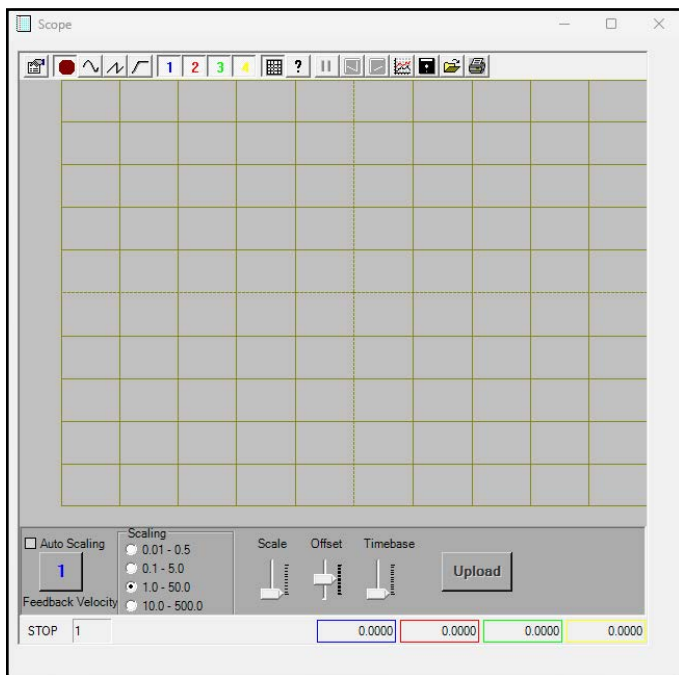 Scope
1 2 3 4 ?
Auto Scaling
1
Feedback Velocity
Scaling
0.01 - 0.5
0.1 - 5.0
1.0 - 50.0
10.0 - 500.0
Scale Offset Timebase
Upload
STOP 1 0.0000 0.0000 0.0000 0.0000